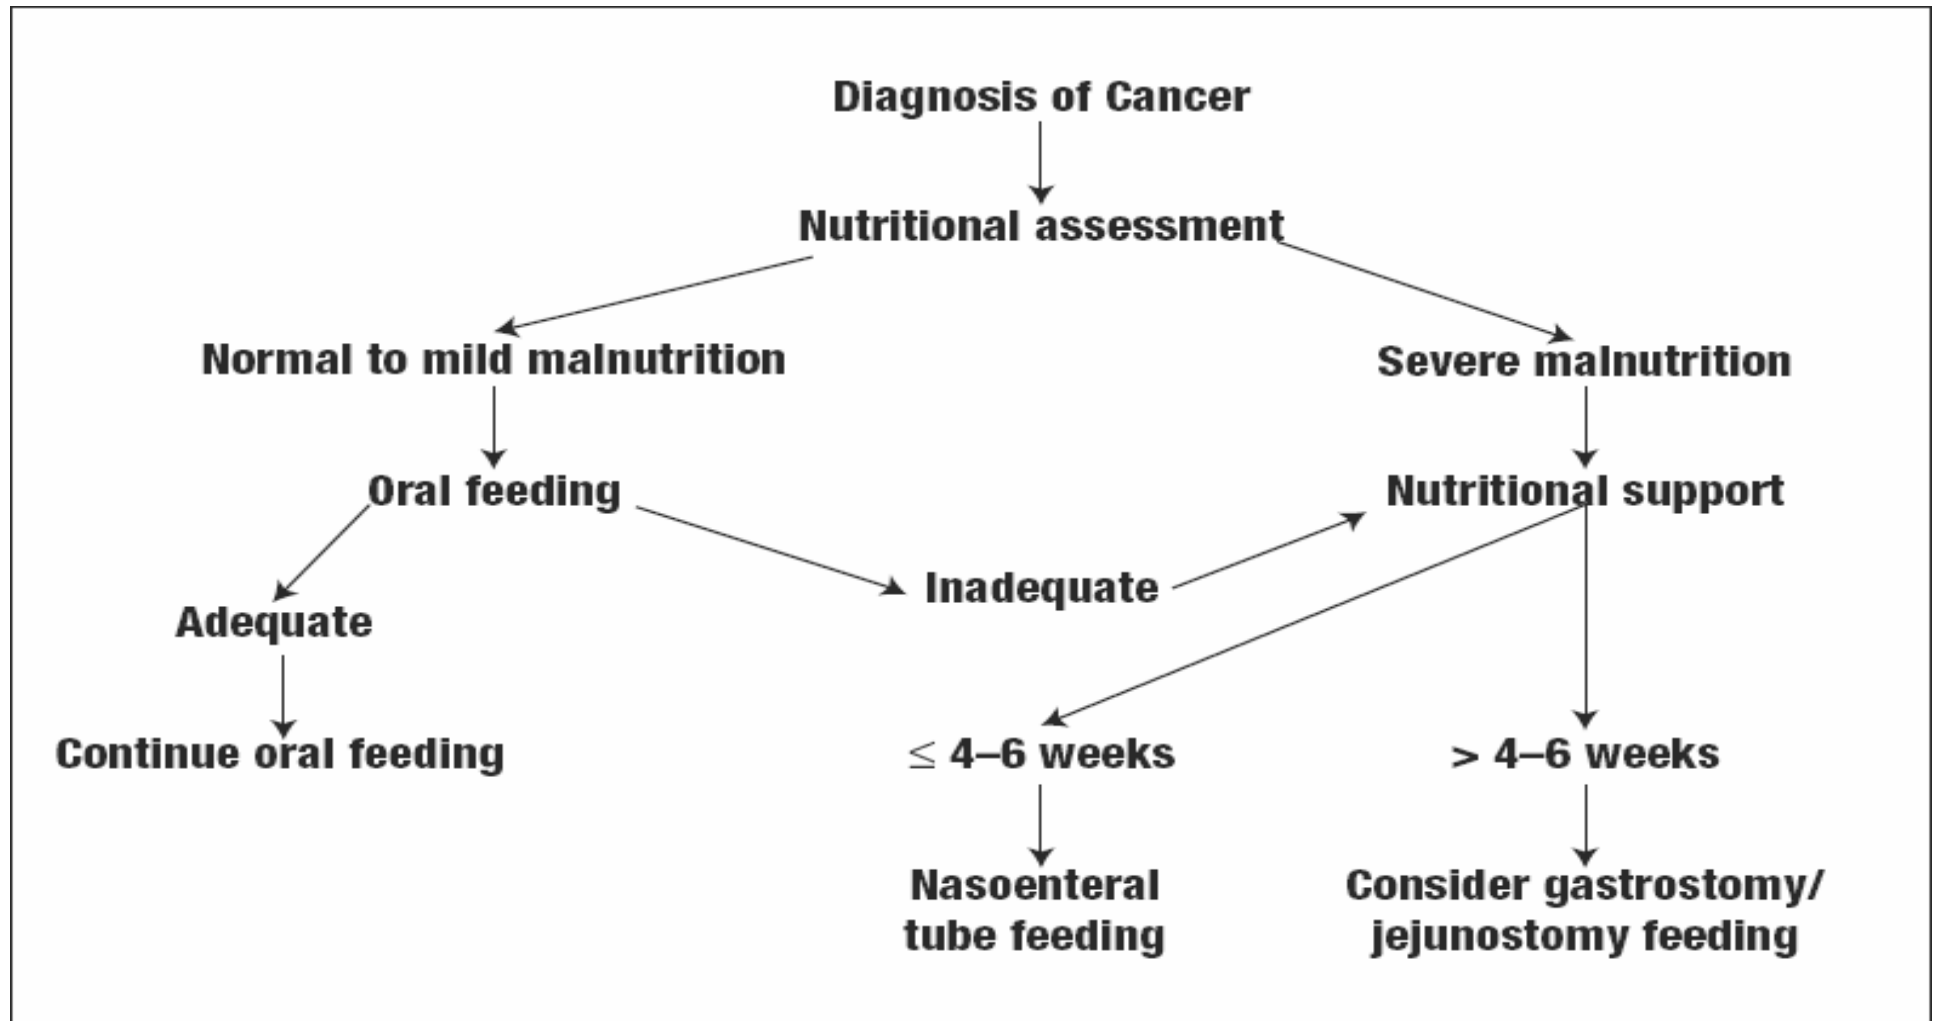 Diagnosis of Cancer
Nutritional assessment
Normal to mild malnutrition
Severe malnutrition
Oral feeding
Nutritional support
Inadequate
Adequate
Continue oral feeding
≤ 4–6 weeks
> 4–6 weeks
Nasoenteral
tube feeding
Consider gastrostomy/
jejunostomy feeding